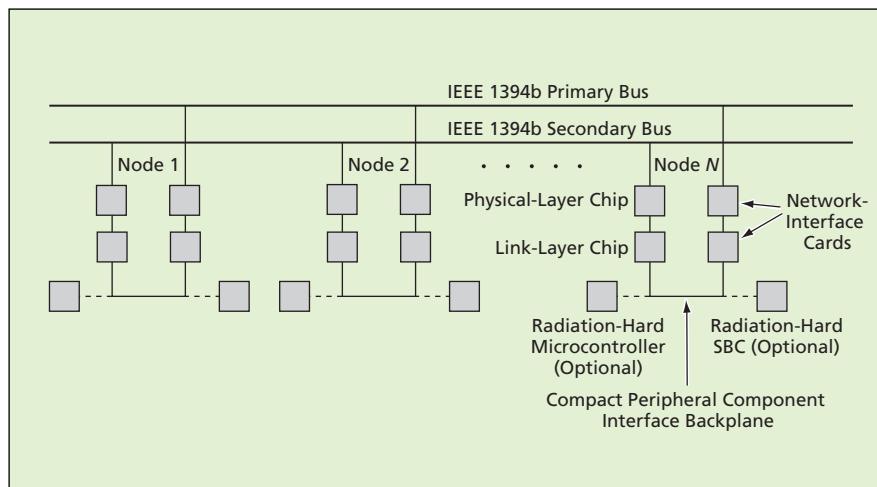 IEEE 1394b Primary Bus
IEEE 1394b Secondary Bus
Node 1
Node 2
. . . . .
Node N
Physical-Layer Chip
Network-
Interface
Cards
Link-Layer Chip
Radiation-Hard
Microcontroller
(Optional)
Radiation-Hard
SBC (Optional)
Compact Peripheral Component
Interface Backplane